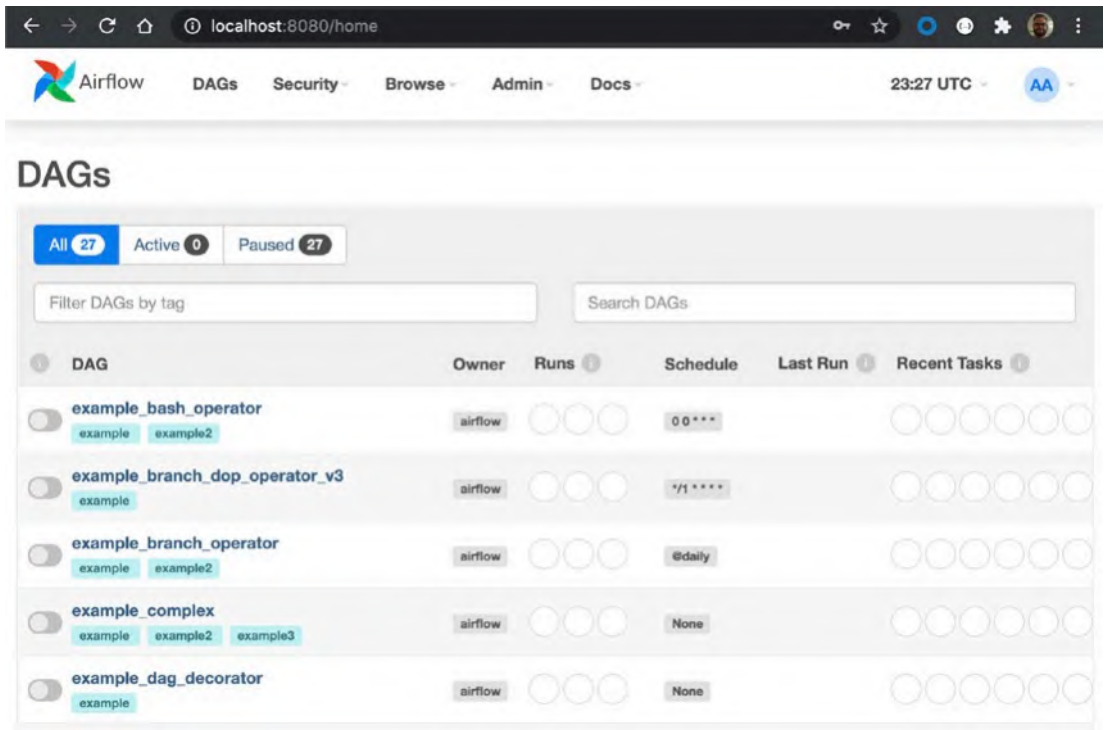 localhost:8080/home
Airflow DAGs Security Browse Admin Docs 23:27 UTC AA
DAGs
All 27 Active 0 Paused 27
Filter DAGs by tag Search DAGs
DAG Owner Runs Schedule Last Run Recent Tasks
example_bash_operator
example example2 airflow 0 0 * * *
example_branch_dop_operator_v3
example airflow */1 * * * *
example_branch_operator
example example2 airflow @daily
example_complex
example example2 example3 airflow None
example_dag_decorator
example airflow None